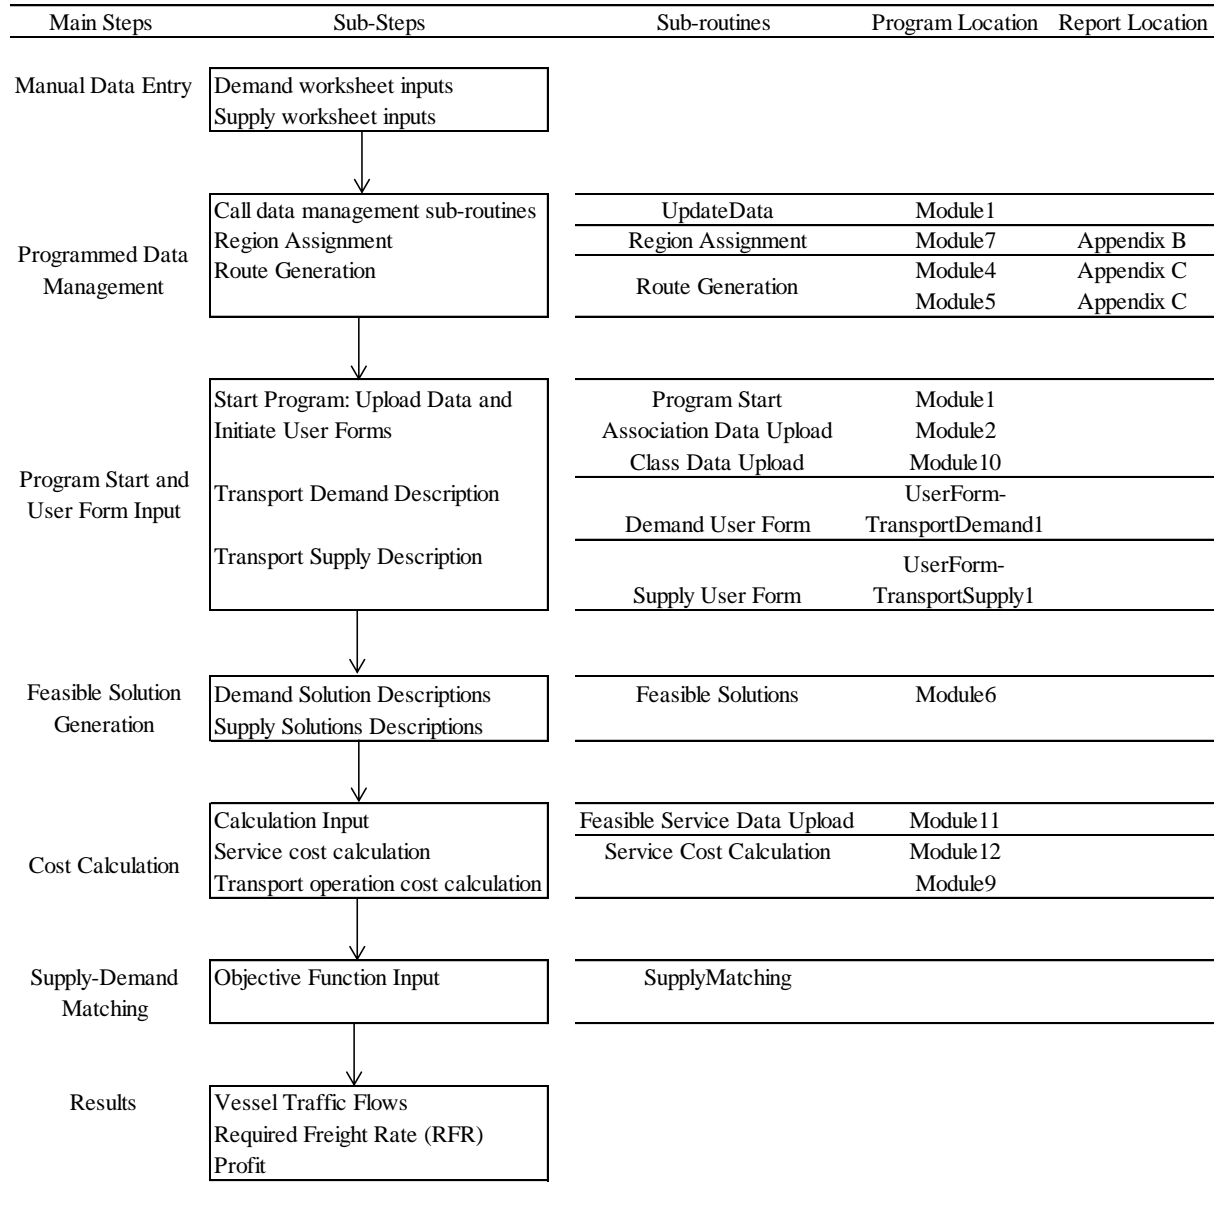 Main Steps Sub-Steps Sub-routines Program Location Report Location
Manual Data Entry Demand worksheet inputs
Supply worksheet inputs
Call data management sub-routines UpdateData Module1
Region Assignment Region Assignment Module7 Appendix B
Programmed Data
Management
Route Generation Route Generation Module4 Appendix C
Module5 Appendix C
Start Program: Upload Data and Program Start Module1
Initiate User Forms Association Data Upload Module2
Class Data Upload Module10
Program Start and
User Form Input
Transport Demand Description UserForm-
Demand User Form TransportDemand1
Transport Supply Description UserForm-
Supply User Form TransportSupply1
Feasible Solution Demand Solution Descriptions Feasible Solutions Module6
Generation Supply Solutions Descriptions
Calculation Input Feasible Service Data Upload Module11
Service cost calculation Service Cost Calculation Module12
Cost Calculation
Transport operation cost calculation Module9
Supply-Demand Objective Function Input SupplyMatching
Matching
Results Vessel Traffic Flows
Required Freight Rate (RFR)
Profit